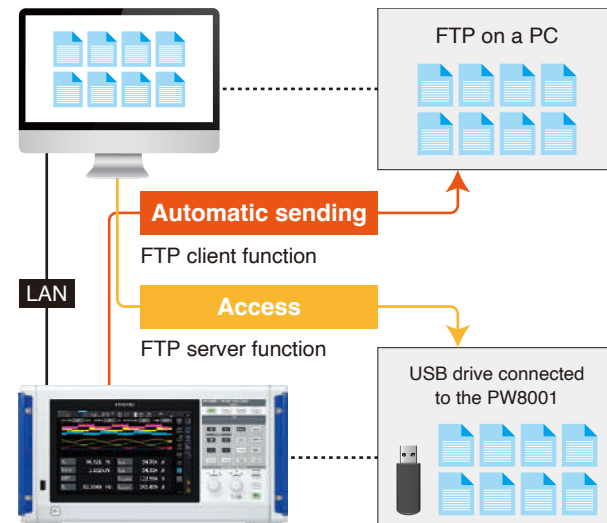 FTP on a PC
Automatic sending
FTP client function
LAN
Access
FTP server function
USB drive connected
to the PW8001